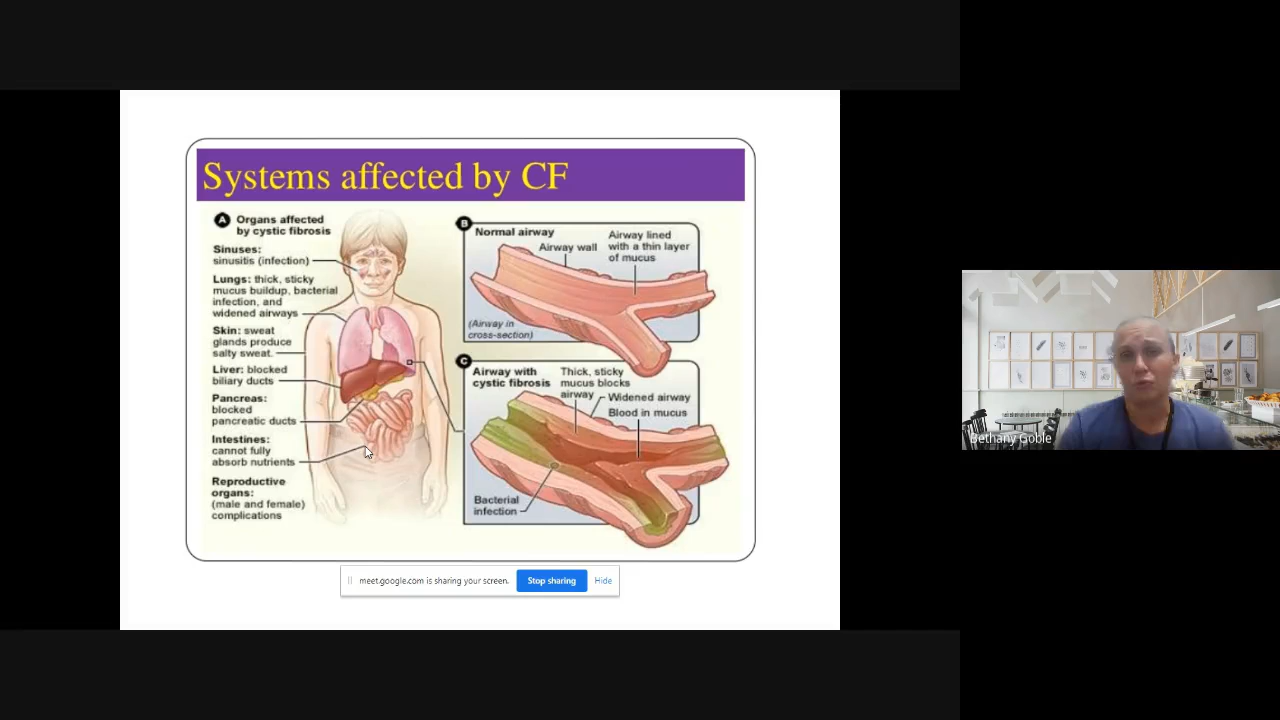 Systems affected by CF
A Organs affected
by cystic fibrosis
Sinuses:
sinusitis (infection)
Lungs: thick, sticky
mucus buildup, bacterial
infection, and
widened airways
Skin: sweat
glands produce
salty sweat.
Liver: blocked
biliary ducts
Pancreas:
blocked
pancreatic ducts
Intestines:
cannot fully
absorb nutrients
Reproductive
organs:
(male and female)
complications
B
Normal airway
Airway wall
Airway lined
with a thin layer
of mucus
(Airway in
cross-section)
C
Airway with
cystic fibrosis
Thick, sticky
mucus blocks
airway
Widened airway
Blood in mucus
Bacterial
infection
meet.google.com is sharing your screen.
Stop sharing
Hide
Bethany Goble